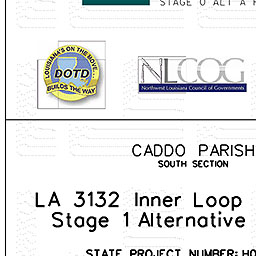 STAGE 0 ALT A
LOUISIANA'S ON THE MOVE...
DOTD
BUILDS THE WAY
NLCOG
Northwest Louisiana Council of Governments
CADDO PARISH
SOUTH SECTION
LA 3132 Inner Loop
Stage 1 Alternative
STATE PROJECT NUMBER: H0